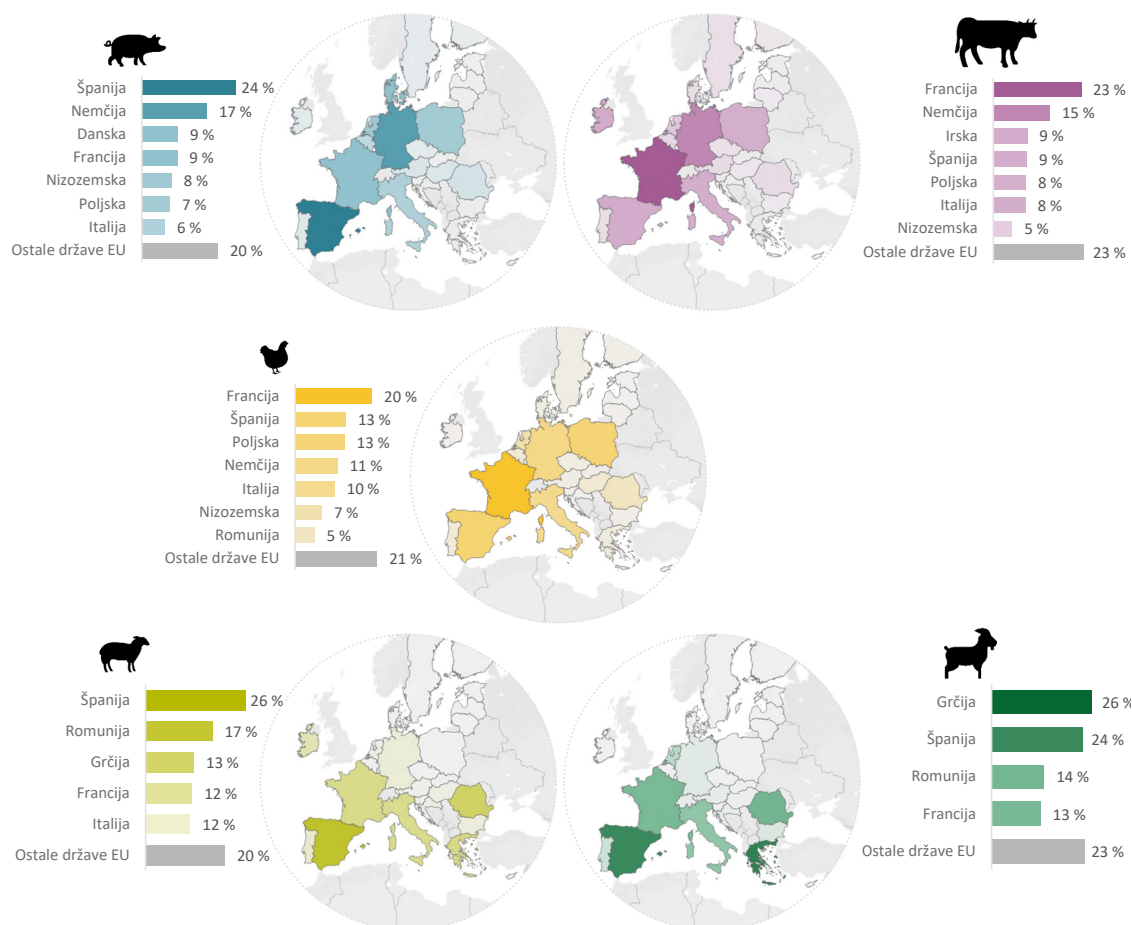 Španija 24 %
Nemčija 17 %
Danska 9 %
Francija 9 %
Nizozemska 8 %
Poljska 7 %
Italija 6 %
Ostale države EU 20 %
Francija 23 %
Nemčija 15 %
Irska 9 %
Španija 9 %
Poljska 8 %
Italija 8 %
Nizozemska 5 %
Ostale države EU 23 %
Francija 20 %
Španija 13 %
Poljska 13 %
Nemčija 11 %
Italija 10 %
Nizozemska 7 %
Romunija 5 %
Ostale države EU 21 %
Španija 26 %
Romunija 17 %
Grčija 13 %
Francija 12 %
Italija 12 %
Ostale države EU 20 %
Grčija 26 %
Španija 24 %
Romunija 14 %
Francija 13 %
Ostale države EU 23 %